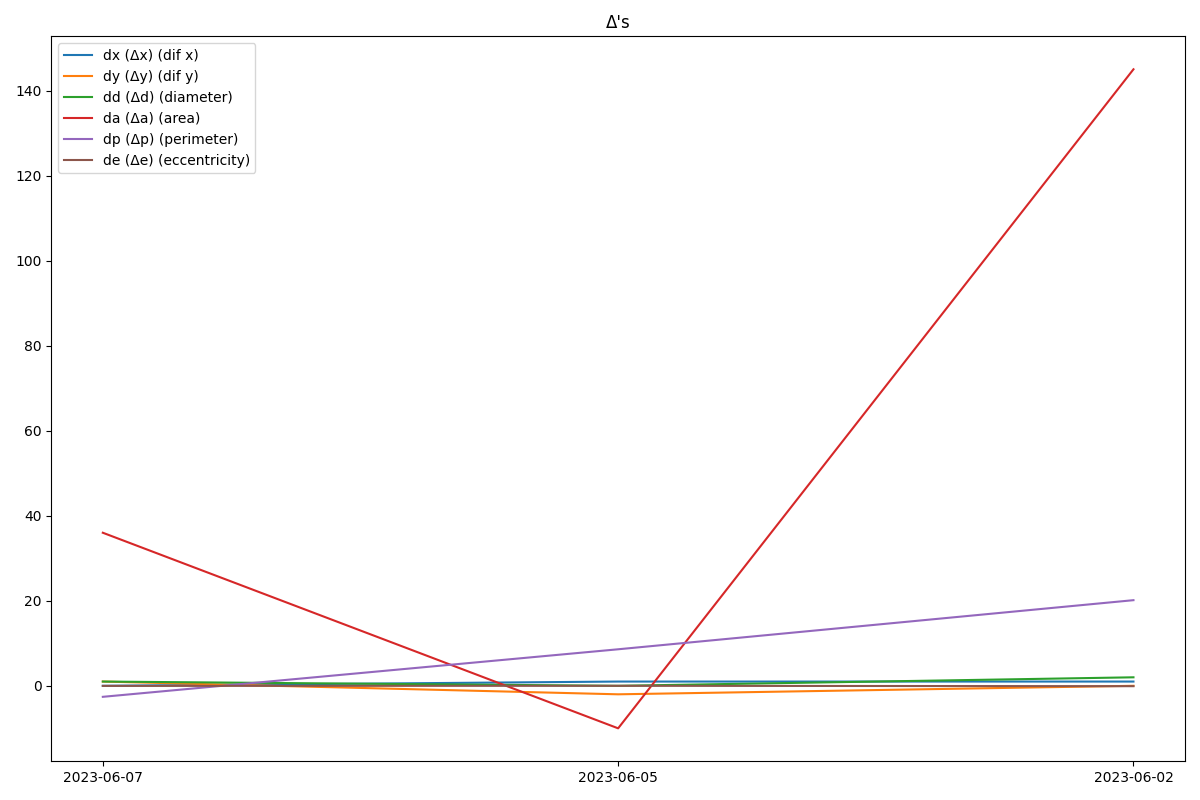 Δ's
dx (Δx) (dif x)
dy (Δy) (dif y)
dd (Δd) (diameter)
da (Δa) (area)
dp (Δp) (perimeter)
de (Δe) (eccentricity)
140
120
100
80
60
40
20
0
2023-06-07 2023-06-05 2023-06-02